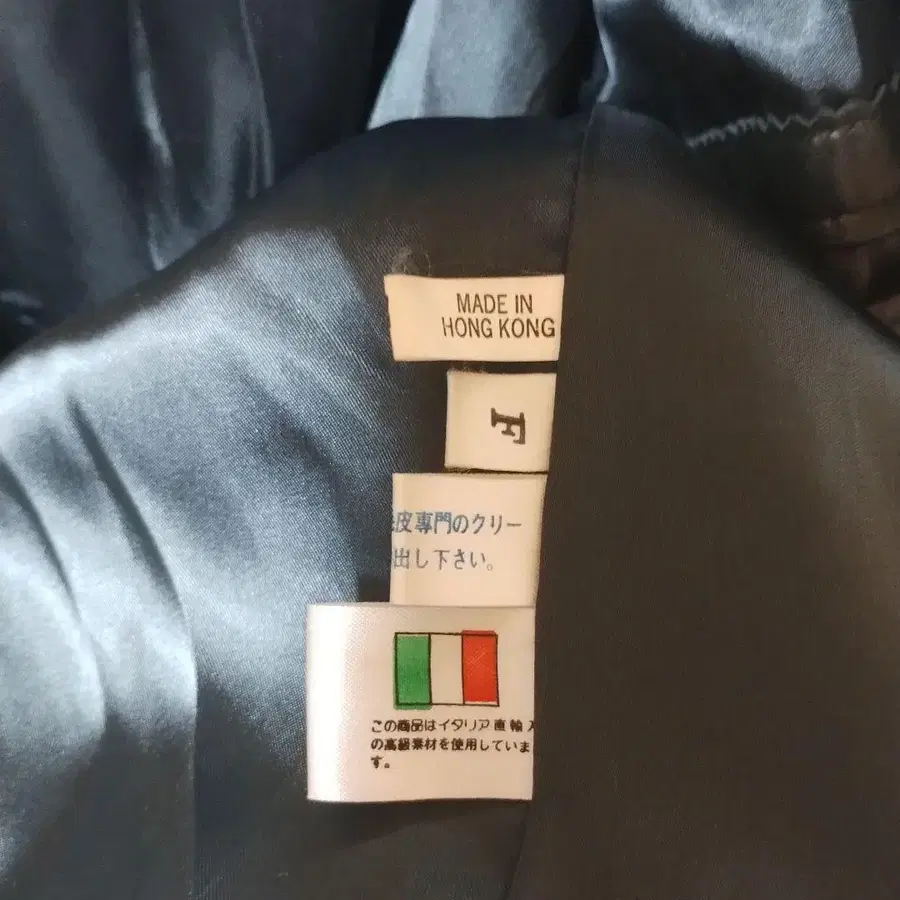 MADE IN
HONG KONG
F
皮専門のクリー
出し下さい。
この商品はイタリア直輸入
の高級素材を使用していま
す。